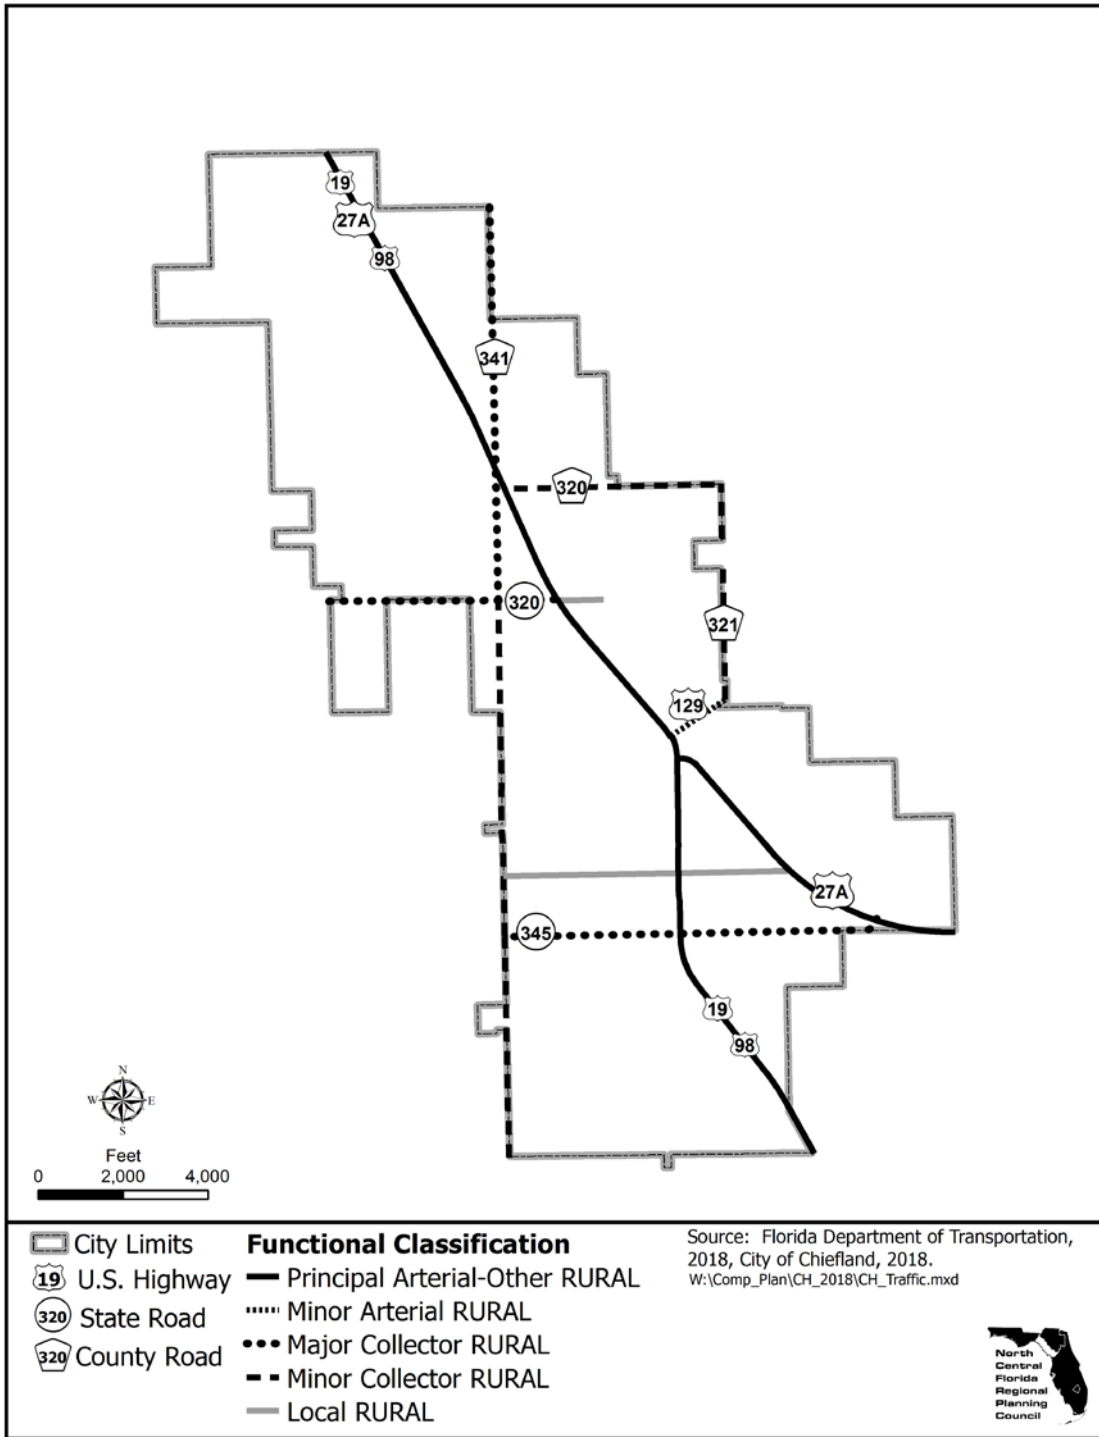 19
27A
98
341
320
320
321
129
27A
345
19
98
N
W E
S
Feet
0 2,000 4,000
City Limits
19 U.S. Highway
320 State Road
320 County Road
Functional Classification
Principal Arterial-Other RURAL
Minor Arterial RURAL
Major Collector RURAL
Minor Collector RURAL
Local RURAL
Source: Florida Department of Transportation,
2018, City of Chiefland, 2018.
W:\Comp_Plan\CH_2018\CH_Traffic.mxd
North
Central
Florida
Regional
Planning
Council